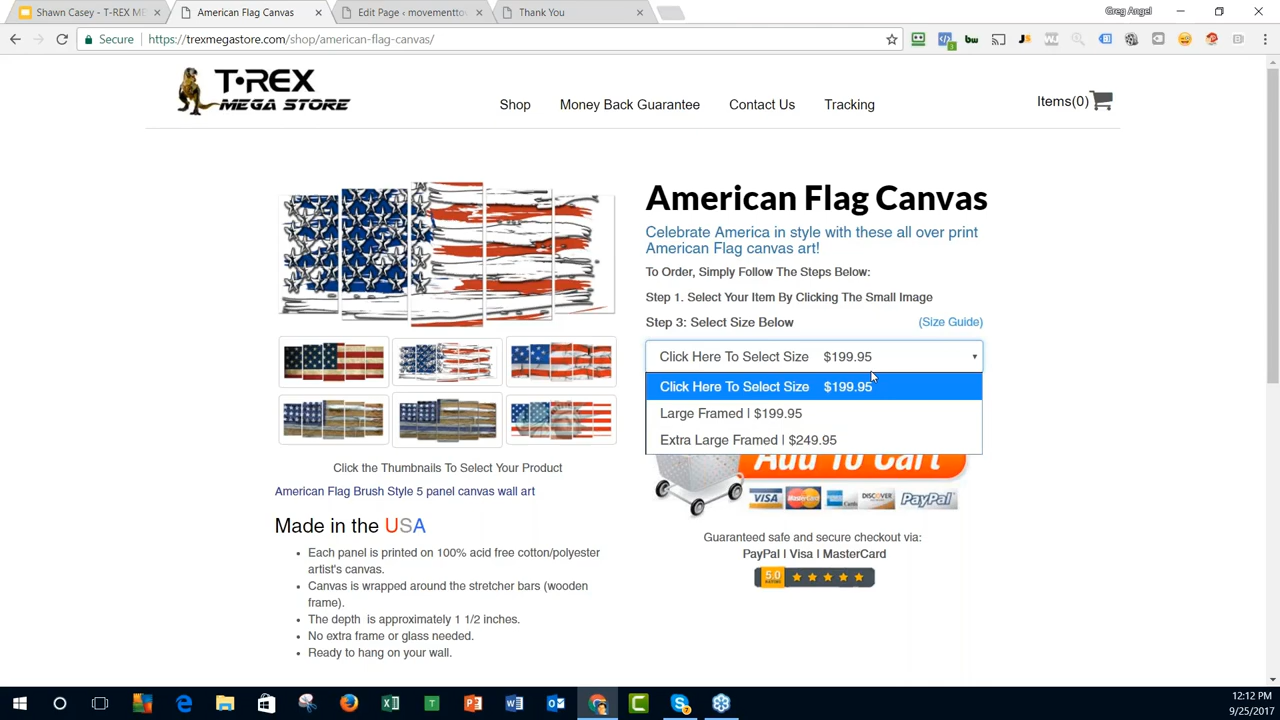 Shawn Casey - T-REX ME
American Flag Canvas
Edit Page ‹ movementtov
Thank You
Greg Angel
Secure
https://trexmegastore.com/shop/american-flag-canvas/
T-REX
MEGA STORE
Shop
Money Back Guarantee
Contact Us
Tracking
Items(0)
American Flag Canvas
Celebrate America in style with these all over print
American Flag canvas art!
To Order, Simply Follow The Steps Below:
Step 1. Select Your Item By Clicking The Small Image
Step 3: Select Size Below
(Size Guide)
Click Here To Select Size $199.95
Click Here To Select Size $199.95
Large Framed | $199.95
Extra Large Framed | $249.95
Add To Cart
VISA
MasterCard
DISCOVER
PayPal
Guaranteed safe and secure checkout via:
PayPal | Visa | MasterCard
5.0
Click the Thumbnails To Select Your Product
American Flag Brush Style 5 panel canvas wall art
Made in the USA
• Each panel is printed on 100% acid free cotton/polyester
artist's canvas.
• Canvas is wrapped around the stretcher bars (wooden
frame).
• The depth is approximately 1 1/2 inches.
• No extra frame or glass needed.
• Ready to hang on your wall.
12:12 PM
9/25/2017